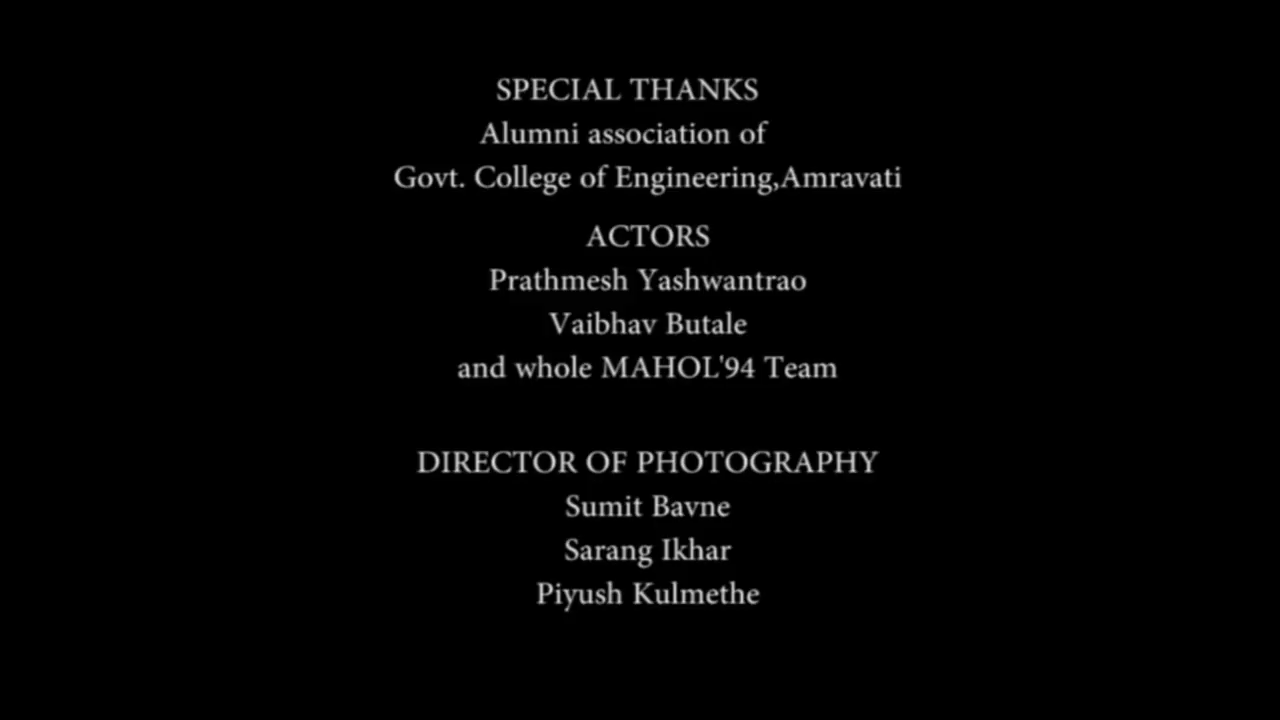 SPECIAL THANKS
Alumni association of
Govt. College of Engineering,Amravati
ACTORS
Prathmesh Yashwantrao
Vaibhav Butale
and whole MAHOL'94 Team
DIRECTOR OF PHOTOGRAPHY
Sumit Bavne
Sarang Ikhar
Piyush Kulmethe